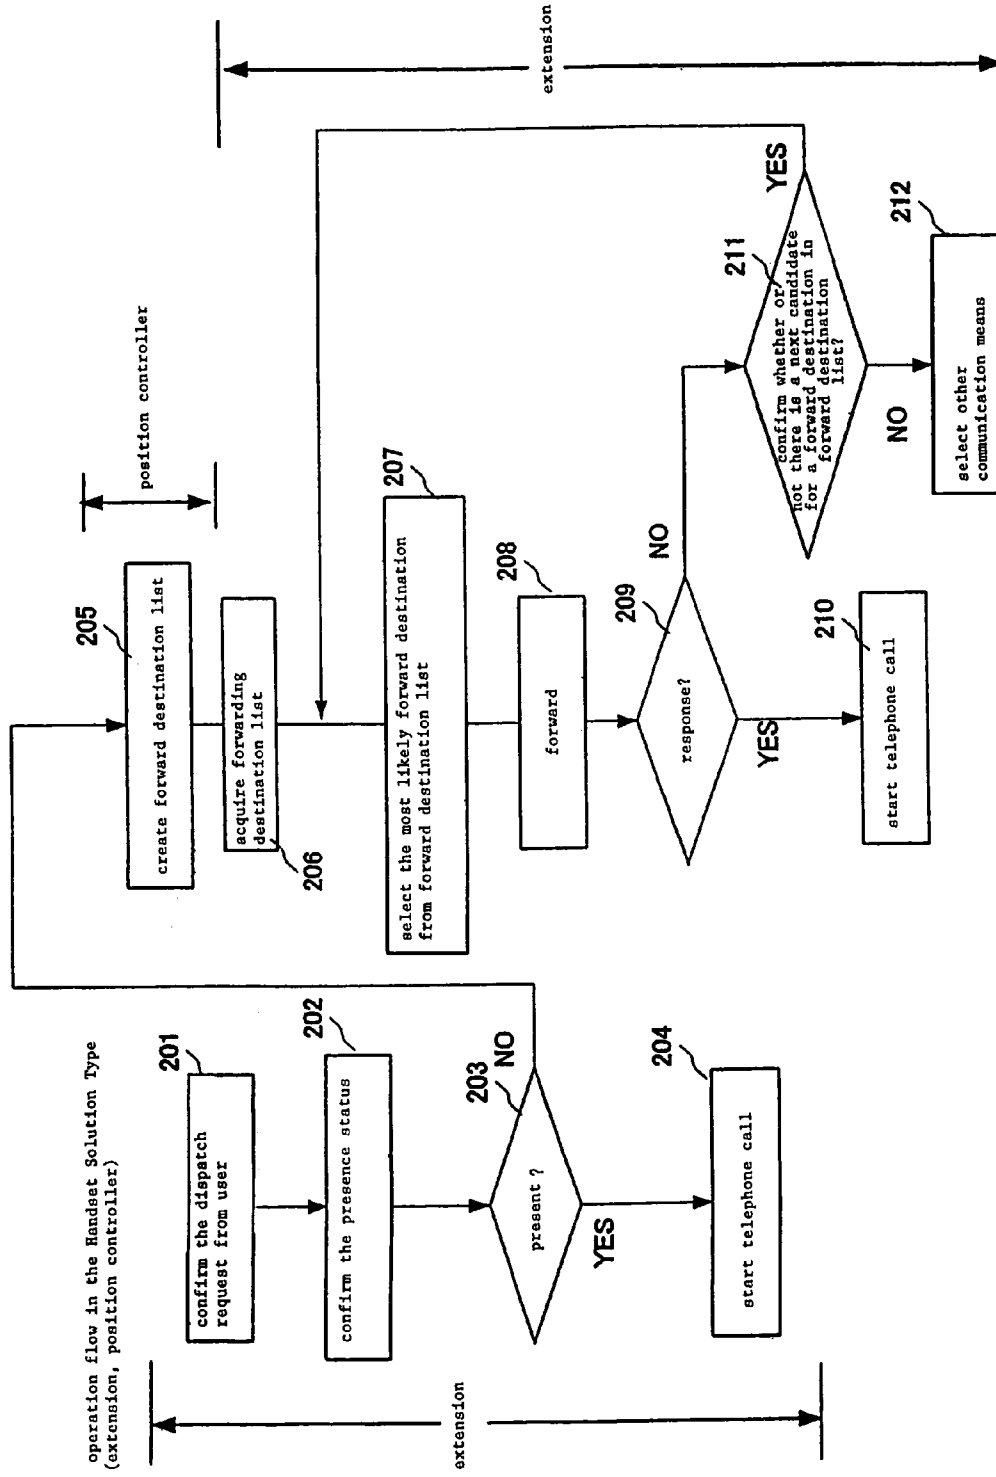 operation flow in the Handset Solution Type
(extension, position controller)
extension
201
confirm the dispatch
request from user
202
confirm the presence status
203
present ?
NO
YES
204
start telephone call
position controller
205
create forward destination list
206
acquire forwarding
destination list
207
select the most likely forward destination
from forward destination list
208
forward
209
response?
NO
YES
210
start telephone call
211
confirm whether or
not there is a next candidate
for a forward destination in
forward destination
list?
YES
NO
212
select other
communication means
extension